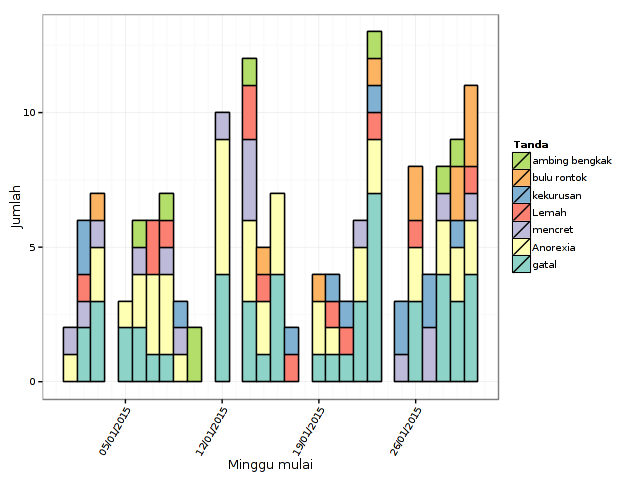 10
5
0
Jumlah
05/01/2015
12/01/2015
19/01/2015
26/01/2015
Minggu mulai
Tanda
ambing bengkak
bulu rontok
kekurusan
Lemah
mencret
Anorexia
gatal